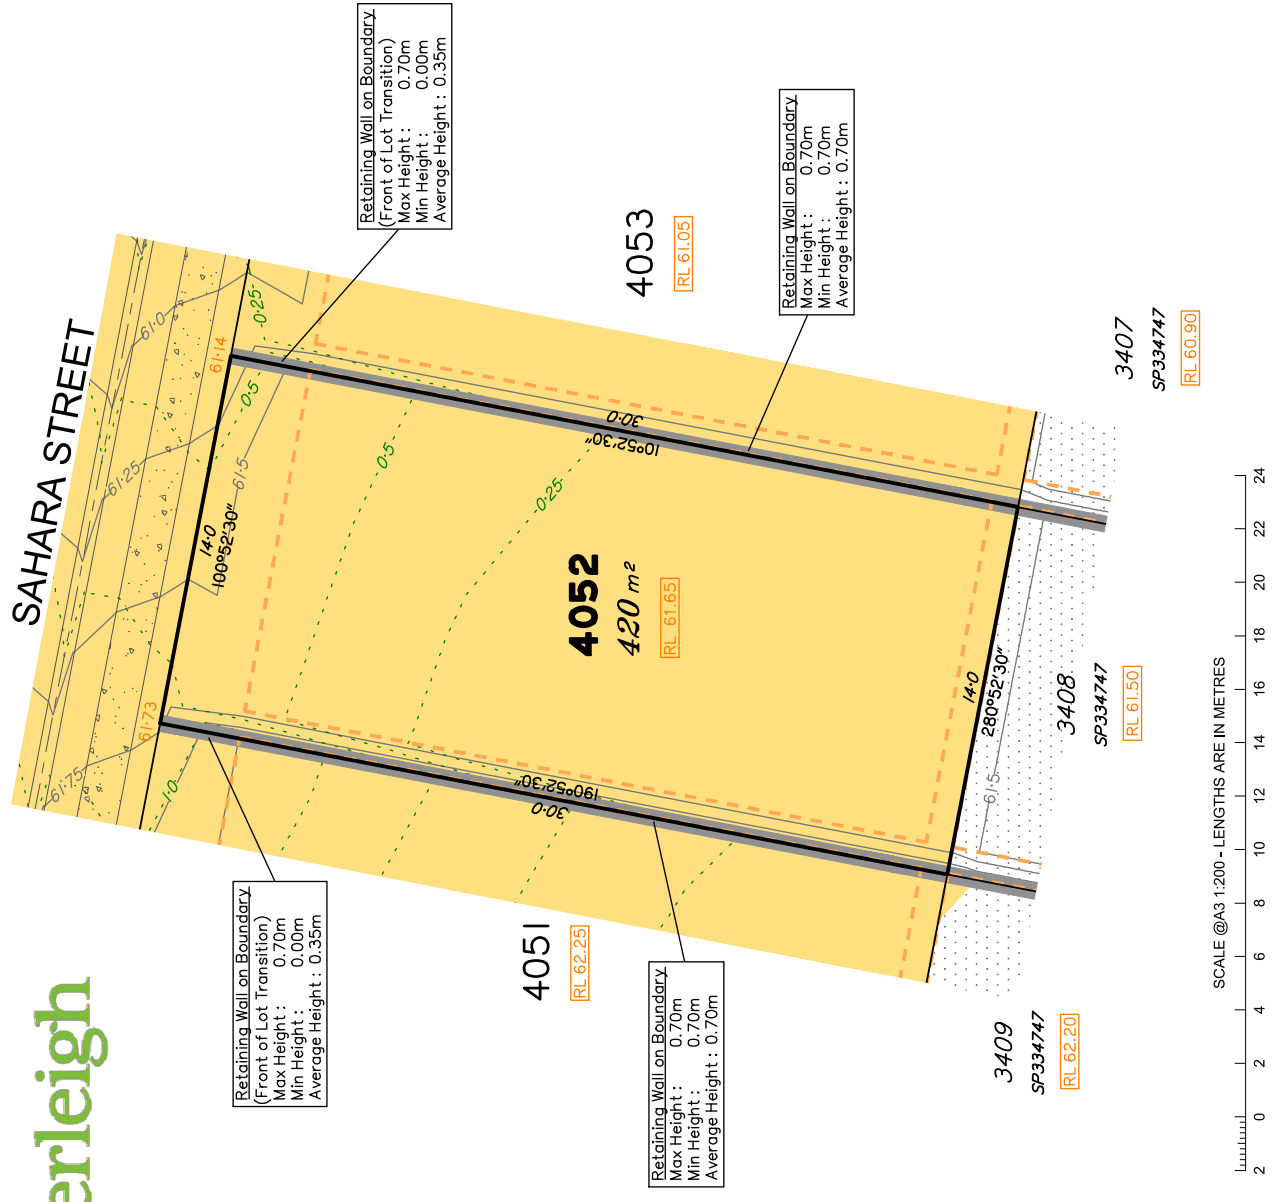 erleigh
SAHARA STREET
61·75
61·25
61·0
61·73
61·14
14·0
100°52'30"
61·5
1·0
0·5
0·25
0·5
0·25
Retaining Wall on Boundary
(Front of Lot Transition)
Max Height : 0.70m
Min Height : 0.00m
Average Height : 0.35m
Retaining Wall on Boundary
(Front of Lot Transition)
Max Height : 0.70m
Min Height : 0.00m
Average Height : 0.35m
4051
RL 62.25
4052
420 m²
RL 61.65
4053
RL 61.05
190°52'30"
30·0
30·0
10°52'30"
Retaining Wall on Boundary
Max Height : 0.70m
Min Height : 0.70m
Average Height : 0.70m
Retaining Wall on Boundary
Max Height : 0.70m
Min Height : 0.70m
Average Height : 0.70m
14·0
280°52'30"
61·5
3409
SP334747
RL 62.20
3408
SP334747
RL 61.50
3407
SP334747
RL 60.90
SCALE @A3 1:200 - LENGTHS ARE IN METRES
2 0 2 4 6 8 10 12 14 16 18 20 22 24